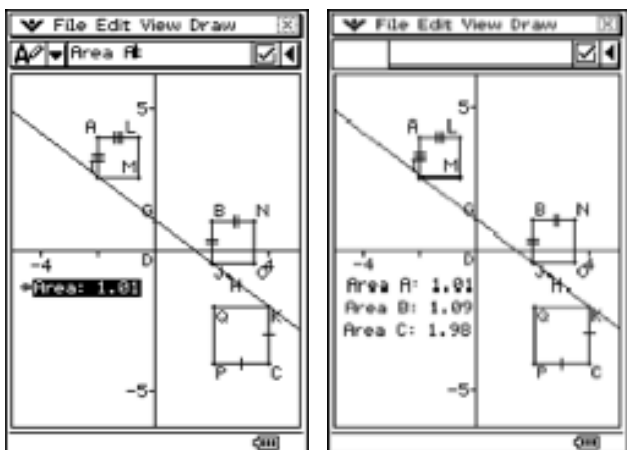 File Edit View Draw
Area A:
5
A L
M
G
B N
-4 D 4
J O
H
Area: 1.01
Q K
P C
-5
File Edit View Draw
5
A L
M
G
B N
-4 D 4
J O
H
Area A: 1.01
Area B: 1.09
Area C: 1.98
Q K
P C
-5